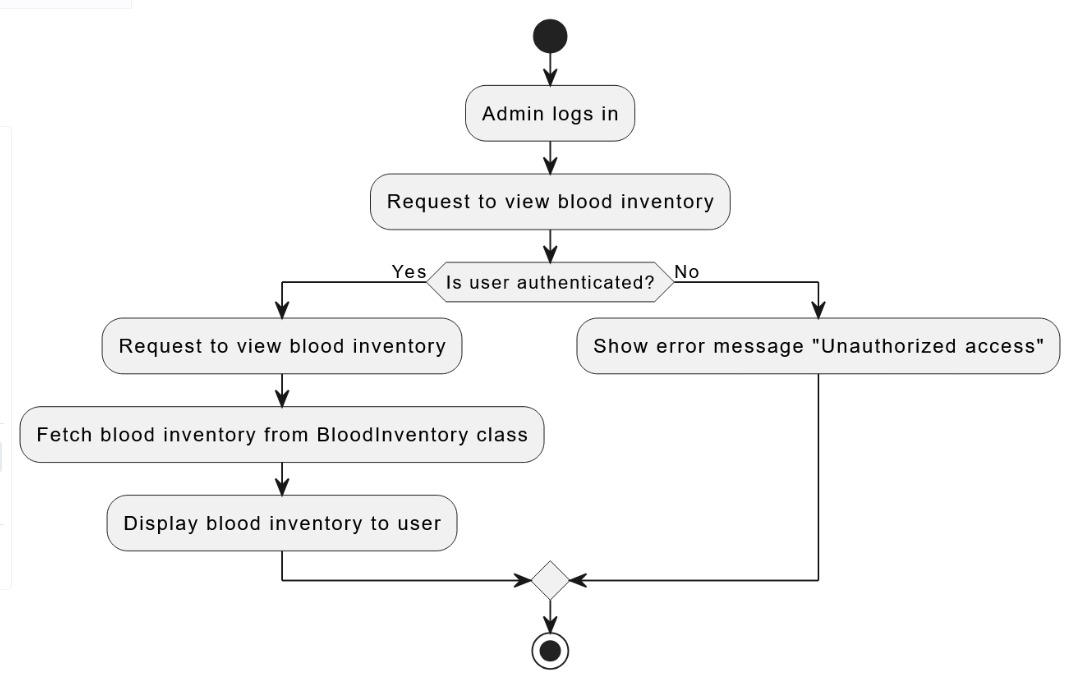 Admin logs in
Request to view blood inventory
Is user authenticated?
Yes
No
Request to view blood inventory
Show error message "Unauthorized access"
Fetch blood inventory from BloodInventory class
Display blood inventory to user